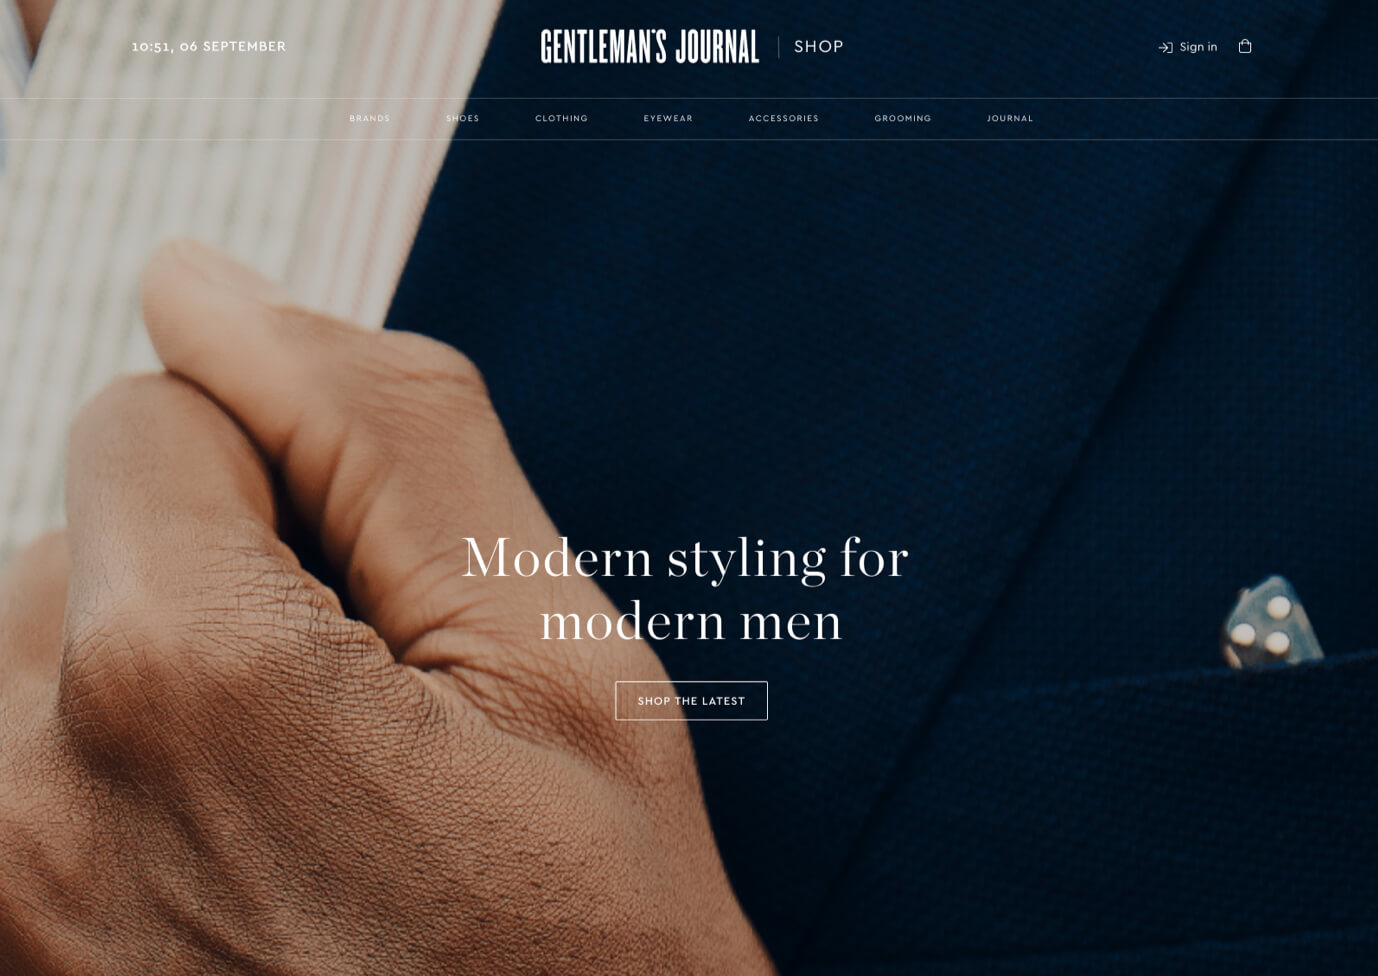 10:51, 06 SEPTEMBER
GENTLEMAN'S JOURNAL
SHOP
Sign in
BRANDS
SHOES
CLOTHING
EYEWEAR
ACCESSORIES
GROOMING
JOURNAL
Modern styling for
modern men
SHOP THE LATEST